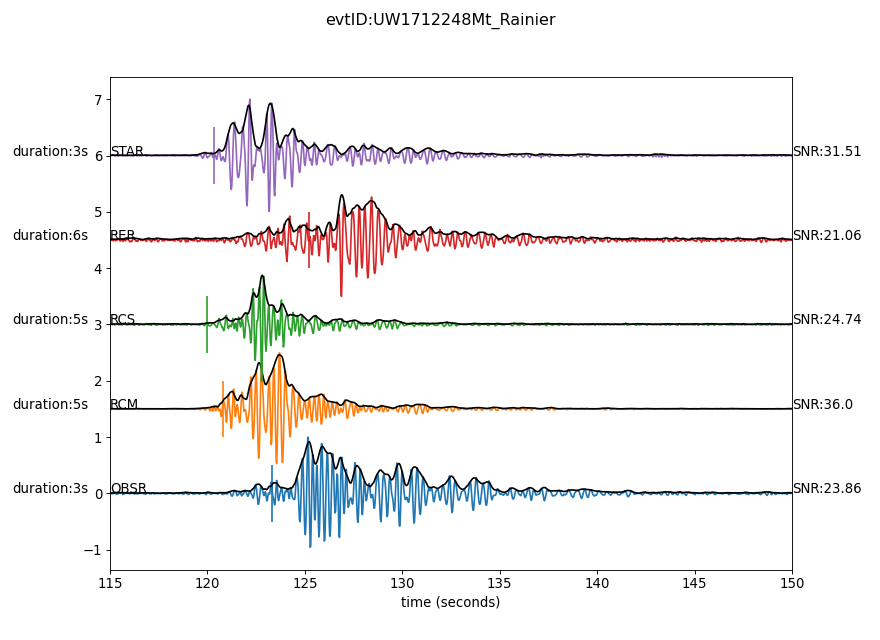 evtID:UW1712248Mt_Rainier
7
duration:3s STAR 6 SNR:31.51
5
duration:6s RER SNR:21.06
4
duration:5s RCS 3 SNR:24.74
2
duration:5s RCM SNR:36.0
1
duration:3s OBSR 0 SNR:23.86
−1
115 120 125 130 135 140 145 150
time (seconds)